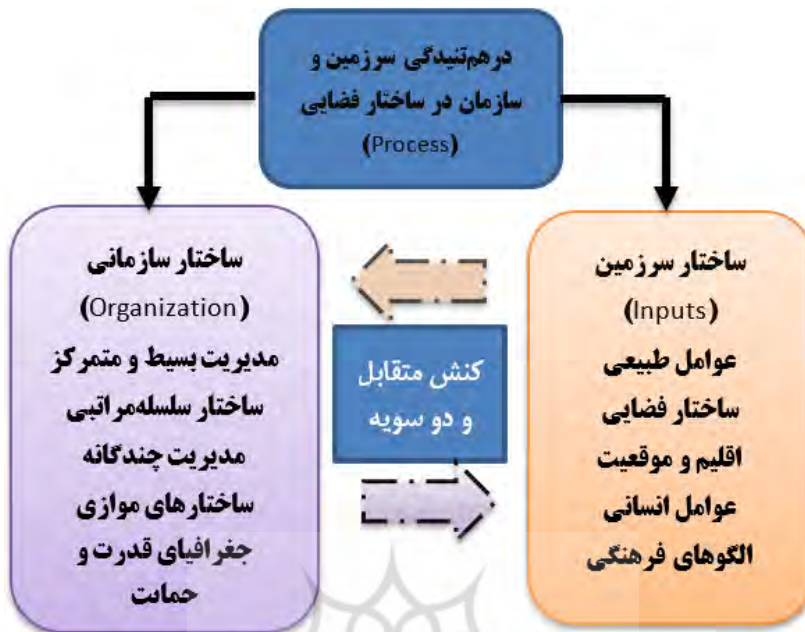 درهم‌تنیدگی سرزمین و
سازمان در ساختار فضایی
(Process)
ساختار سرزمین
(Inputs)
عوامل طبیعی
ساختار فضایی
اقلیم و موقعیت
عوامل انسانی
الگوهای فرهنگی
کنش متقابل
و دو سویه
ساختار سازمانی
(Organization)
مدیریت بسیط و متمرکز
ساختار سلسله‌مراتبی
مدیریت چندگانه
ساختارهای موازی
جغرافیای قدرت و
حمایت